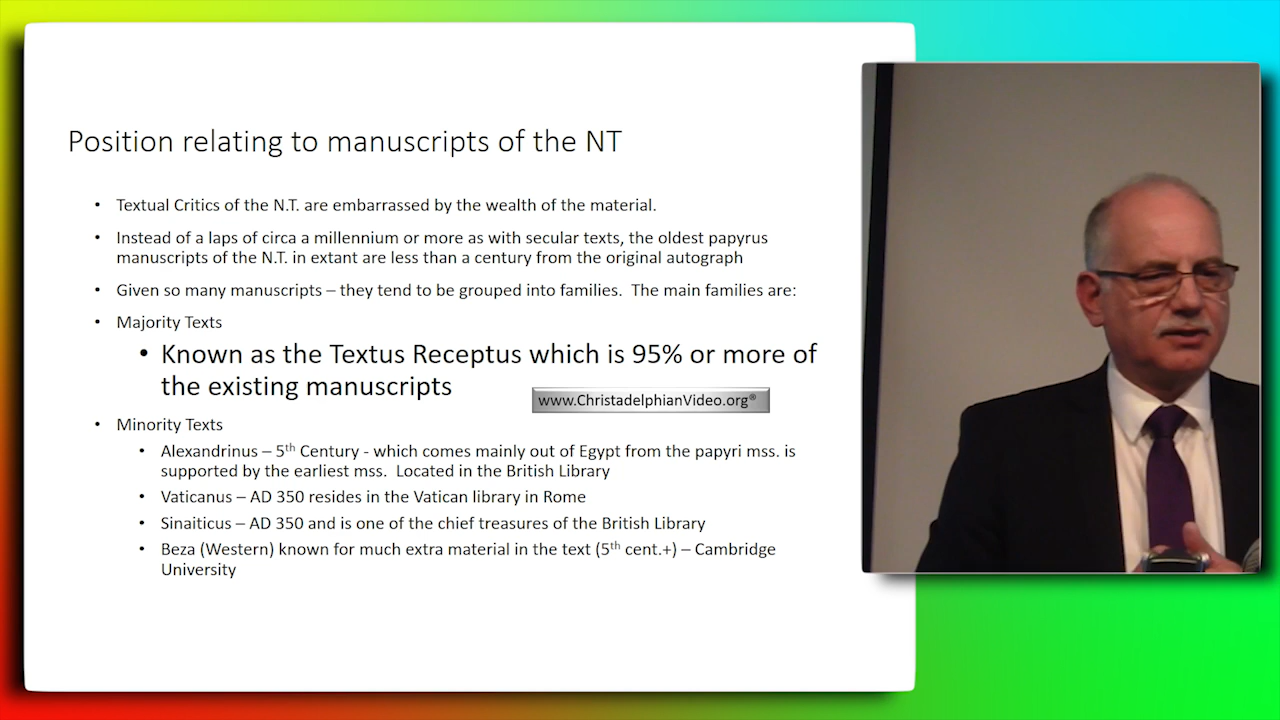 Position relating to manuscripts of the NT
• Textual Critics of the N.T. are embarrassed by the wealth of the material.
• Instead of a laps of circa a millennium or more as with secular texts, the oldest papyrus
manuscripts of the N.T. in extant are less than a century from the original autograph
• Given so many manuscripts – they tend to be grouped into families. The main families are:
• Majority Texts
• Known as the Textus Receptus which is 95% or more of
the existing manuscripts
www.ChristadelphianVideo.org®
• Minority Texts
• Alexandrinus – 5th Century - which comes mainly out of Egypt from the papyri mss. is
supported by the earliest mss. Located in the British Library
• Vaticanus – AD 350 resides in the Vatican library in Rome
• Sinaiticus – AD 350 and is one of the chief treasures of the British Library
• Beza (Western) known for much extra material in the text (5th cent.+) – Cambridge
University